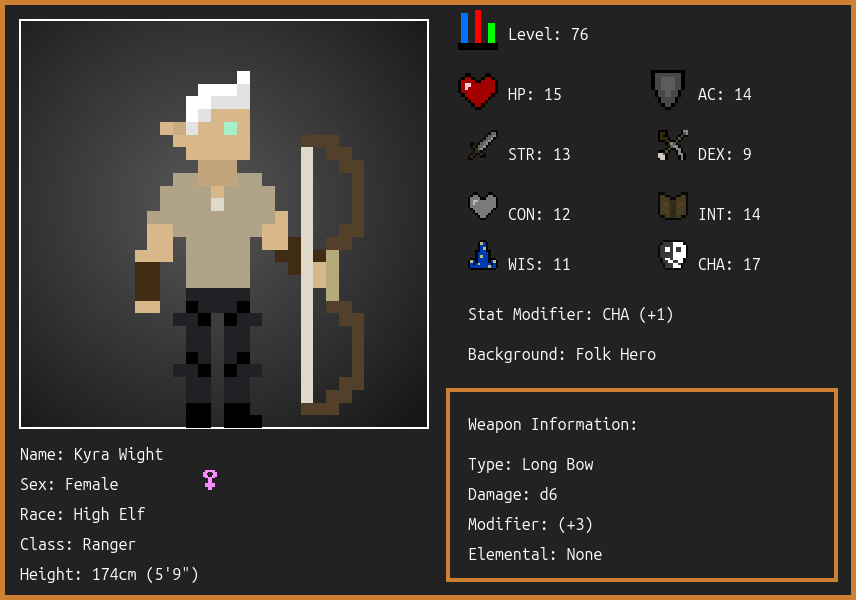 Level: 76
HP: 15
AC: 14
STR: 13
DEX: 9
CON: 12
INT: 14
WIS: 11
CHA: 17
Stat Modifier: CHA (+1)
Background: Folk Hero
Weapon Information:
Type: Long Bow
Damage: d6
Modifier: (+3)
Elemental: None
Name: Kyra Wight
Sex: Female
Race: High Elf
Class: Ranger
Height: 174cm (5'9")